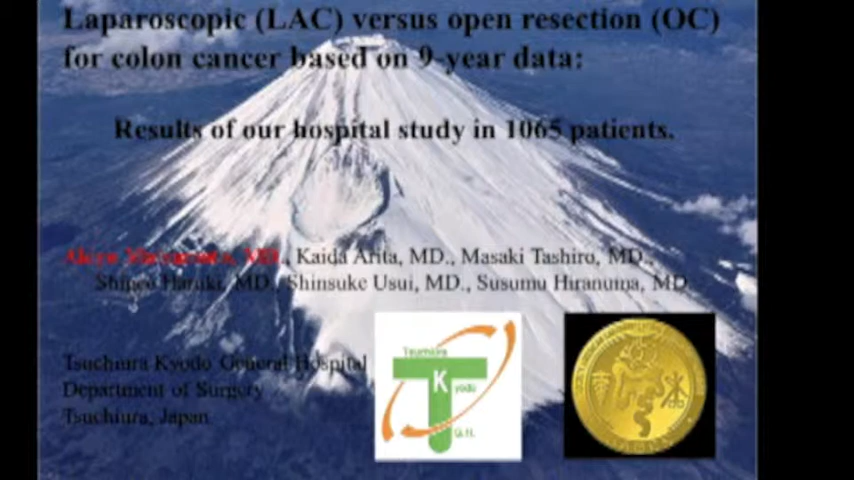 Laparoscopic (LAC) versus open resection (OC)
for colon cancer based on 9-year data:
Results of our hospital study in 1065 patients.
MD., Kaida Arita, MD., Masaki Tashiro, MD.,
Shinsuke Usui, MD., Susumu Hiranuma, MD
Tsuchiura Kyodo General Hospital
Department of Surgery
Tsuchiura, Japan
Tsuchiura
K yodo
G.H.